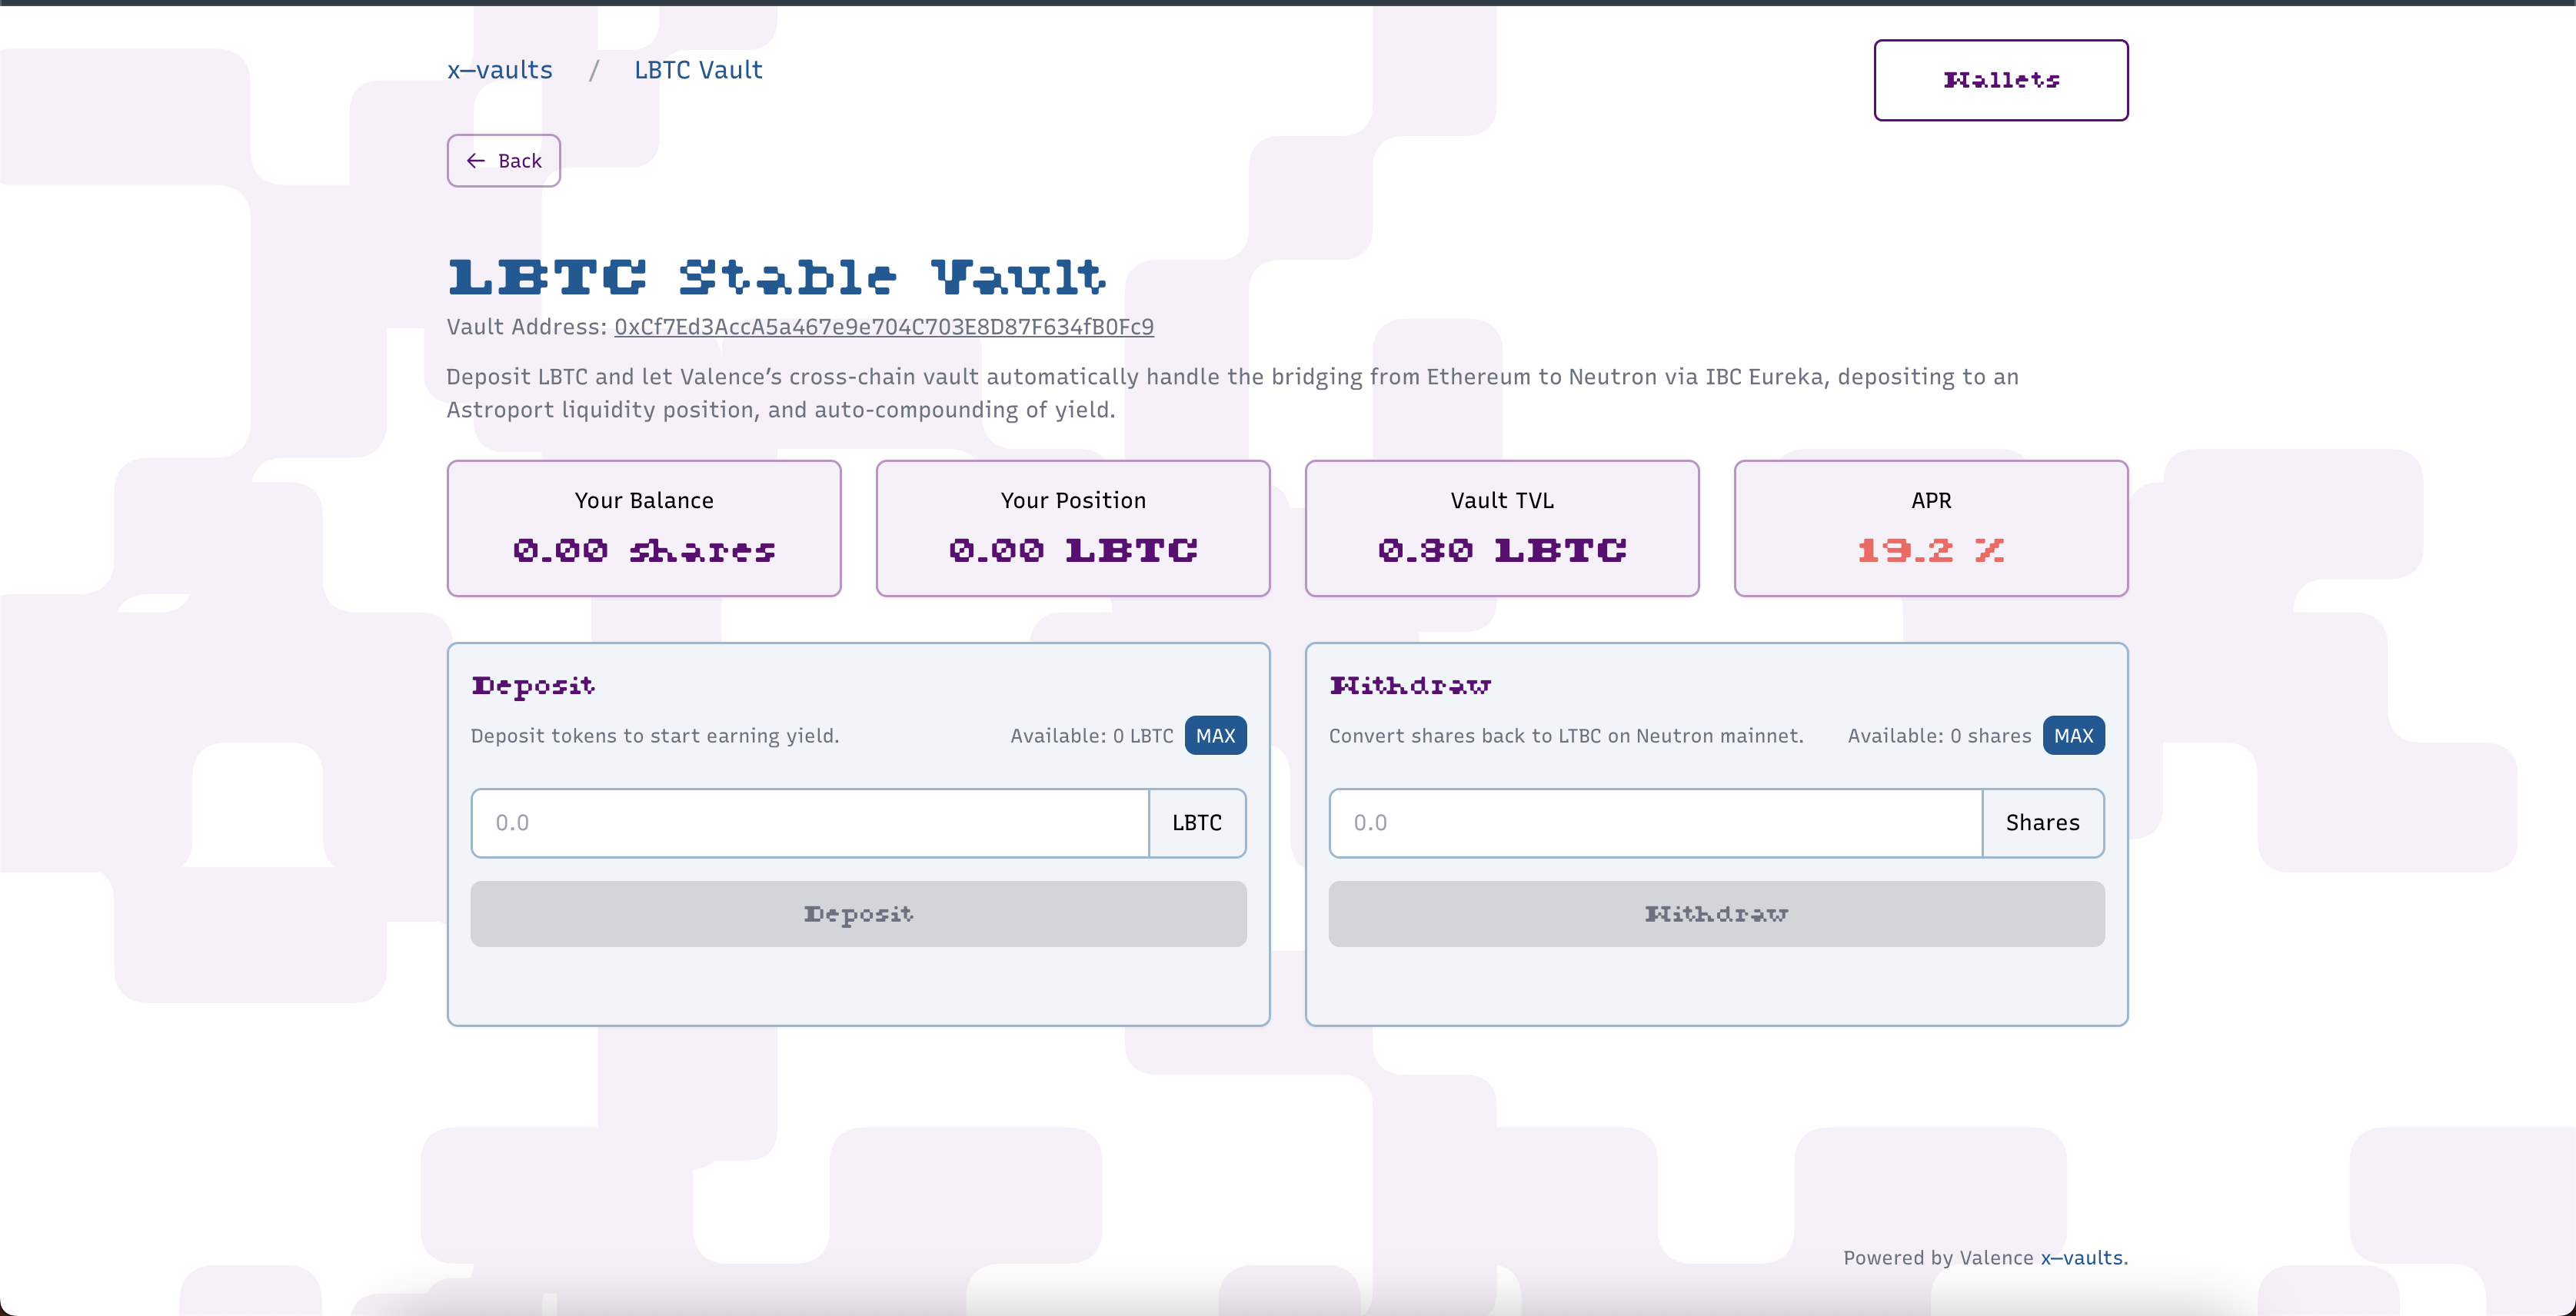 x—vaults / LBTC Vault
Wallets
← Back
LBTC Stable Vault
Vault Address: 0xCf7Ed3AccA5a467e9e704C703E8D87F634fB0Fc9
Deposit LBTC and let Valence’s cross-chain vault automatically handle the bridging from Ethereum to Neutron via IBC Eureka, depositing to an
Astroport liquidity position, and auto-compounding of yield.
Your Balance
0.00 shares
Your Position
0.00 LBTC
Vault TVL
0.80 LBTC
APR
19.2 %
Deposit
Deposit tokens to start earning yield.
Available: 0 LBTC MAX
0.0 LBTC
Deposit
Withdraw
Convert shares back to LTBC on Neutron mainnet.
Available: 0 shares MAX
0.0 Shares
Withdraw
Powered by Valence x—vaults.